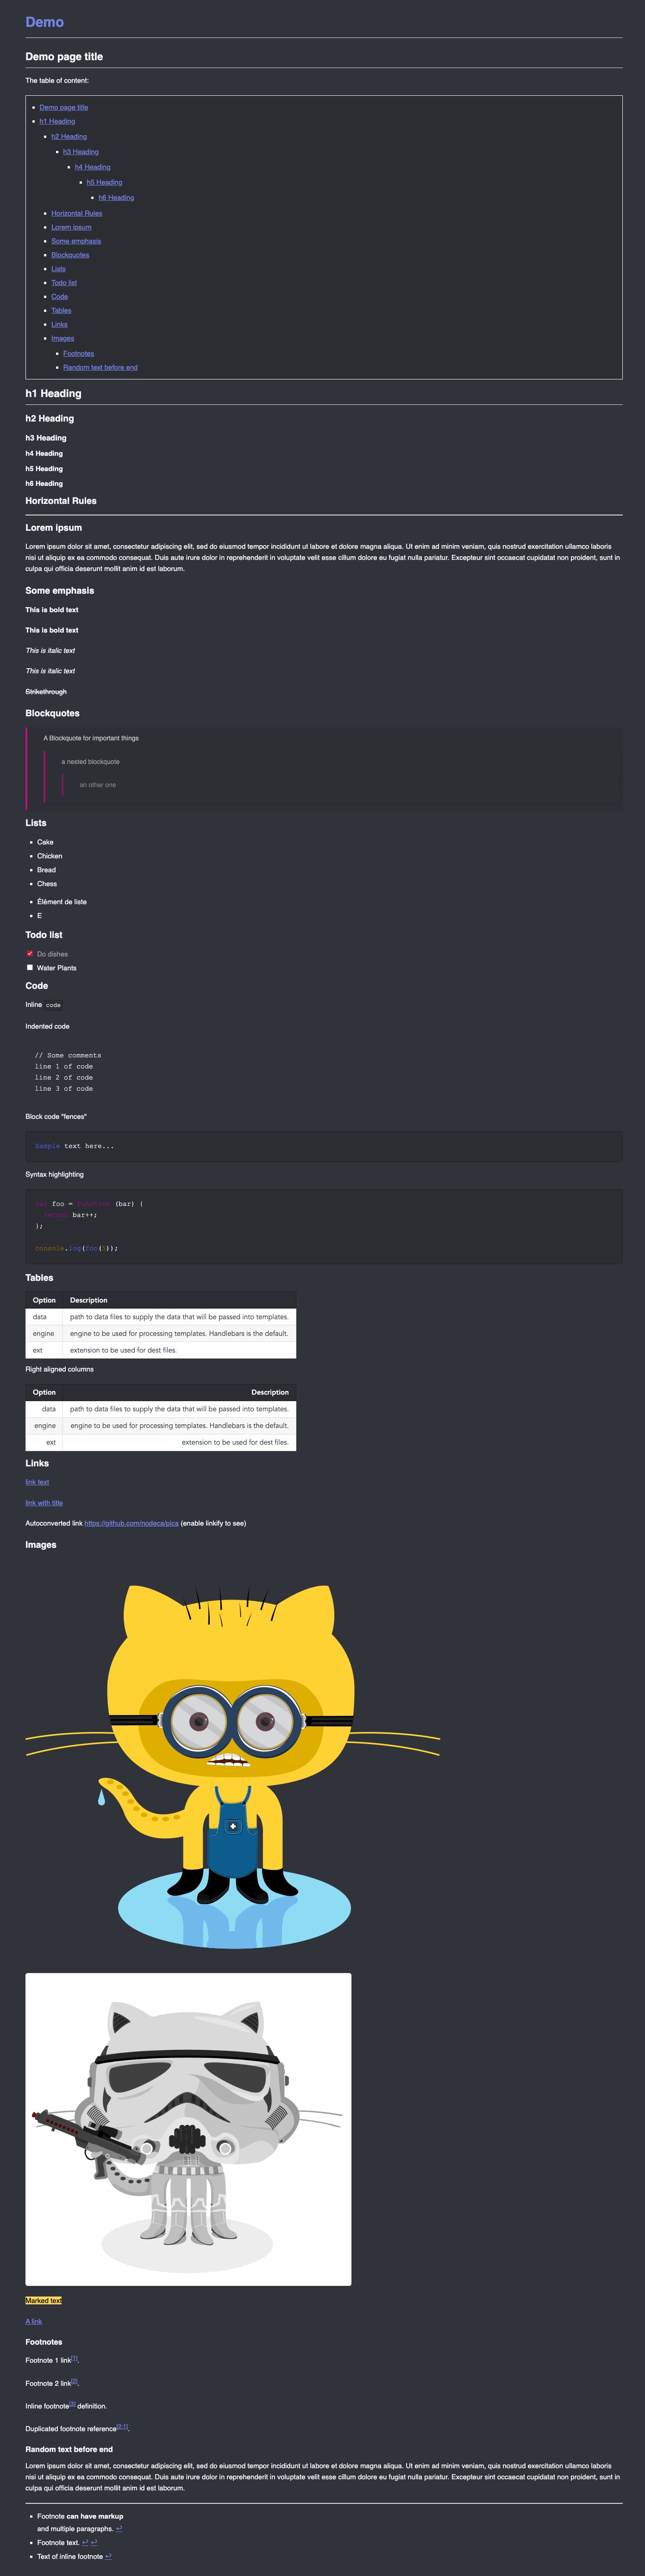 Demo
Demo page title
The table of content:
Demo page title
h1 Heading
h2 Heading
h3 Heading
h4 Heading
h5 Heading
h6 Heading
Horizontal Rules
Lorem ipsum
Some emphasis
Blockquotes
Lists
Todo list
Code
Tables
Links
Images
Footnotes
Random text before end
h1 Heading
h2 Heading
h3 Heading
h4 Heading
h5 Heading
h6 Heading
Horizontal Rules
Lorem ipsum
Lorem ipsum dolor sit amet, consectetur adipiscing elit, sed do eiusmod tempor incididunt ut labore et dolore magna aliqua. Ut enim ad minim veniam, quis nostrud exercitation ullamco laboris
nisi ut aliquip ex ea commodo consequat. Duis aute irure dolor in reprehenderit in voluptate velit esse cillum dolore eu fugiat nulla pariatur. Excepteur sint occaecat cupidatat non proident, sunt in
culpa qui officia deserunt mollit anim id est laborum.
Some emphasis
This is bold text
This is bold text
This is italic text
This is italic text
Strikethrough
Blockquotes
A Blockquote for important things
a nested blockquote
an other one
Lists
Cake
Chicken
Bread
Chess
Élément de liste
E
Todo list
Do dishes
Water Plants
Code
Inline code
Indented code
// Some comments
line 1 of code
line 2 of code
line 3 of code
Block code "fences"
Sample text here...
Syntax highlighting
var foo = function (bar) {
return bar++;
};
console.log(foo(5));
Tables
Option Description
data path to data files to supply the data that will be passed into templates.
engine engine to be used for processing templates. Handlebars is the default.
ext extension to be used for dest files.
Right aligned columns
Option Description
data path to data files to supply the data that will be passed into templates.
engine engine to be used for processing templates. Handlebars is the default.
ext extension to be used for dest files.
Links
link text
link with title
Autoconverted link https://github.com/nodeca/pica (enable linkify to see)
Images
Marked text
A link
Footnotes
Footnote 1 link[1].
Footnote 2 link[2].
Inline footnote[3] definition.
Duplicated footnote reference[2:1].
Random text before end
Lorem ipsum dolor sit amet, consectetur adipiscing elit, sed do eiusmod tempor incididunt ut labore et dolore magna aliqua. Ut enim ad minim veniam, quis nostrud exercitation ullamco laboris
nisi ut aliquip ex ea commodo consequat. Duis aute irure dolor in reprehenderit in voluptate velit esse cillum dolore eu fugiat nulla pariatur. Excepteur sint occaecat cupidatat non proident, sunt in
culpa qui officia deserunt mollit anim id est laborum.
Footnote can have markup
and multiple paragraphs. ↩
Footnote text. ↩ ↩
Text of inline footnote ↩